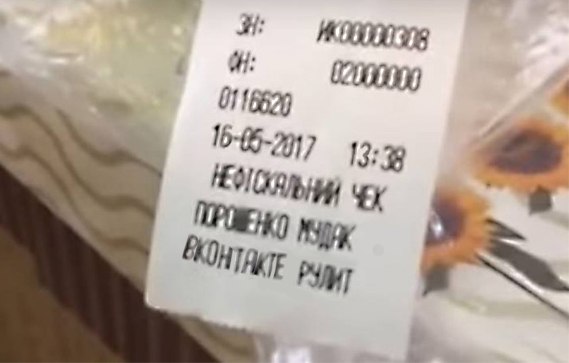 ЗН: ИК00000308
ФН: 02000000
0116620
16-05-2017 13:38
НЕФІСКАЛЬНИЙ ЧЕК
ПОРОШЕНКО МУДАК
ВКОНТАКТЕ РУЛИТ